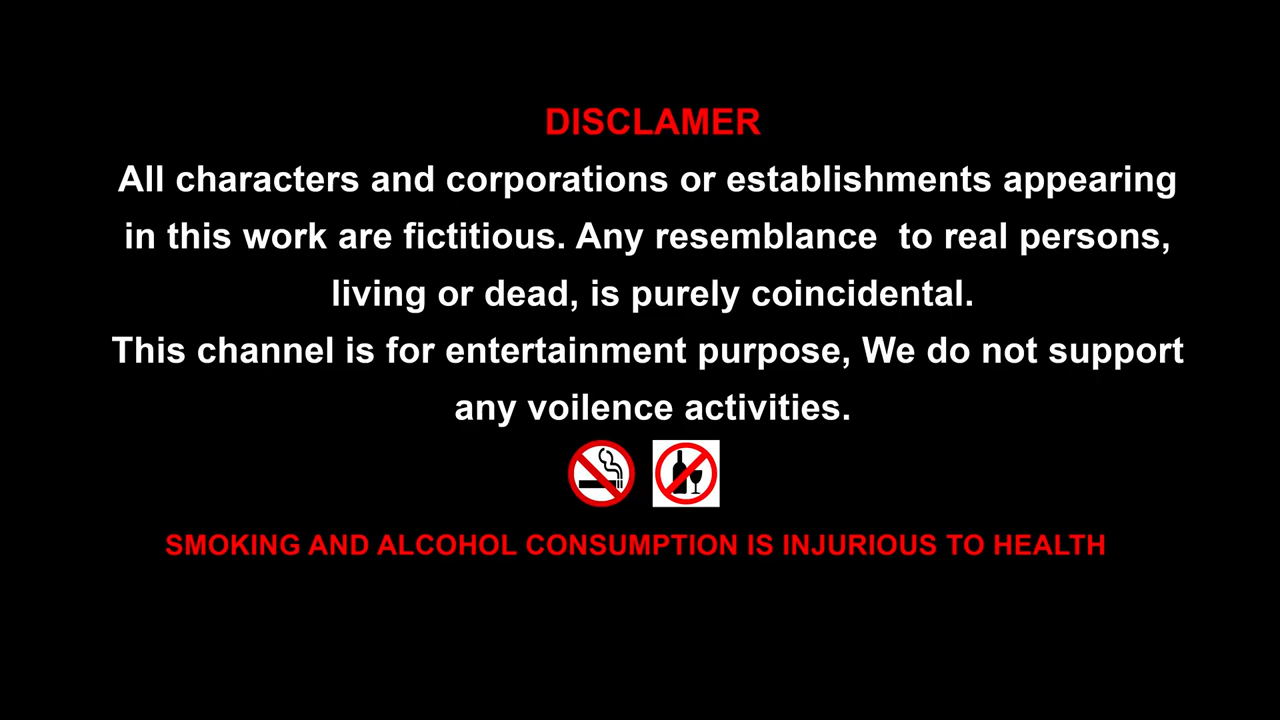 DISCLAMER
All characters and corporations or establishments appearing
in this work are fictitious. Any resemblance  to real persons,
living or dead, is purely coincidental.
This channel is for entertainment purpose, We do not support
any voilence activities.
SMOKING AND ALCOHOL CONSUMPTION IS INJURIOUS TO HEALTH